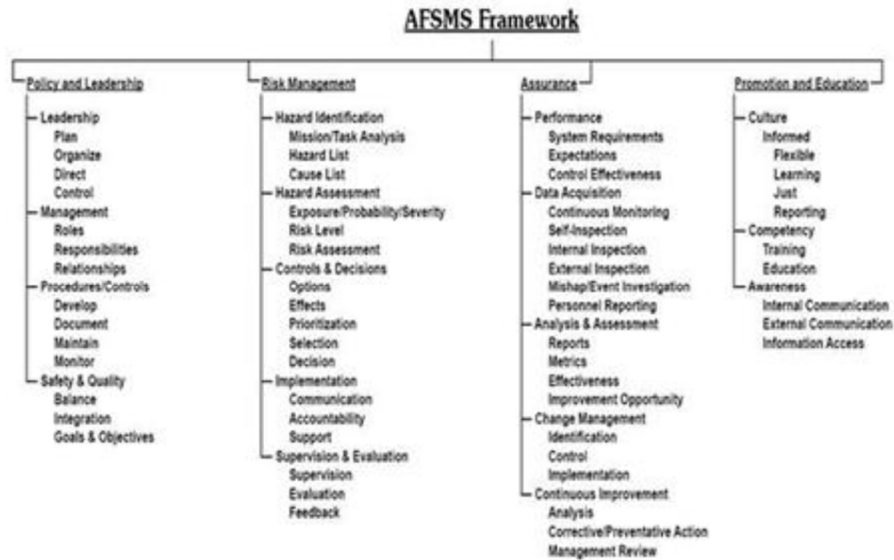 AFSMS Framework
Policy and Leadership
Leadership
Plan
Organize
Direct
Control
Management
Roles
Responsibilities
Relationships
Procedures/Controls
Develop
Document
Maintain
Monitor
Safety & Quality
Balance
Integration
Goals & Objectives
Risk Management
Hazard Identification
Mission/Task Analysis
Hazard List
Cause List
Hazard Assessment
Exposure/Probability/Severity
Risk Level
Risk Assessment
Controls & Decisions
Options
Effects
Prioritization
Selection
Decision
Implementation
Communication
Accountability
Support
Supervision & Evaluation
Supervision
Evaluation
Feedback
Assurance
Performance
System Requirements
Expectations
Control Effectiveness
Data Acquisition
Continuous Monitoring
Self-Inspection
Internal Inspection
External Inspection
Mishap/Event Investigation
Personnel Reporting
Analysis & Assessment
Reports
Metrics
Effectiveness
Improvement Opportunity
Change Management
Identification
Control
Implementation
Continuous Improvement
Analysis
Corrective/Preventative Action
Management Review
Promotion and Education
Culture
Informed
Flexible
Learning
Just
Reporting
Competency
Training
Education
Awareness
Internal Communication
External Communication
Information Access